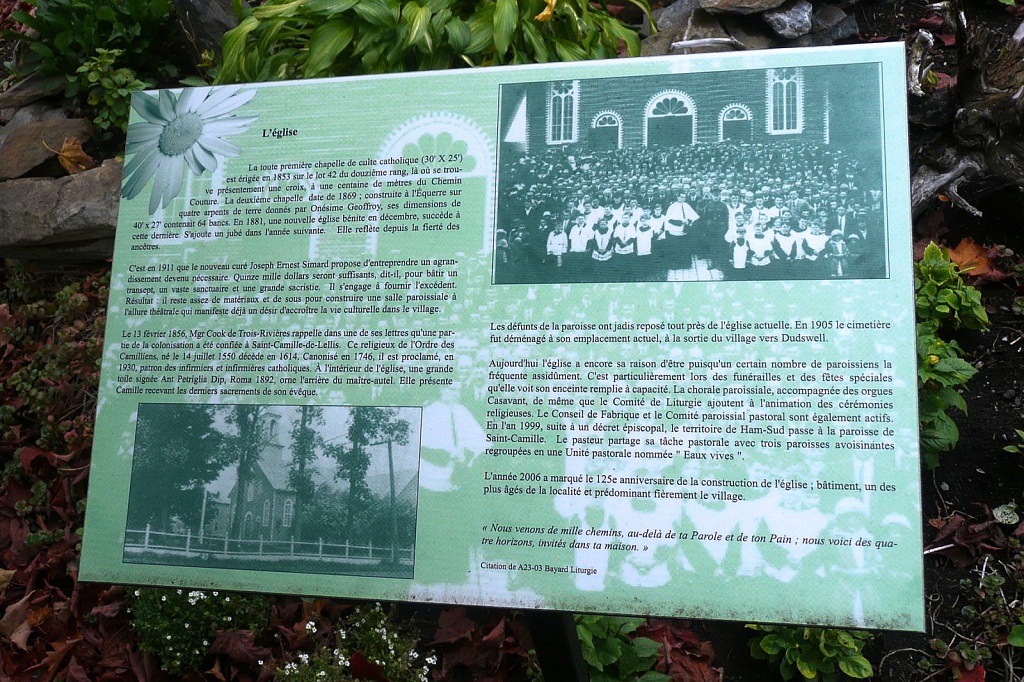 L'église
La toute première chapelle de culte catholique (30' X 25')
est érigée en 1853 sur le lot 42 du douzième rang, là où se trou-
ve présentement une croix, à une centaine de mètres du Chemin
Couture. La deuxième chapelle date de 1869 ; construite à l'Équerre sur
quatre arpents de terre donnés par Onésime Geoffroy, ses dimensions de
40' x 27' contenait 64 bancs. En 1881, une nouvelle église bénite en décembre, succède à
cette dernière. S'ajoute un jubé dans l'année suivante. Elle reflète depuis la fierté des
ancêtres.
C'est en 1911 que le nouveau curé Joseph Ernest Simard propose d'entreprendre un agran-
dissement devenu nécessaire. Quinze mille dollars seront suffisants, dit-il, pour bâtir un
transept, un vaste sanctuaire et une grande sacristie. Il s'engage à fournir l'excédent.
Résultat : il reste assez de matériaux et de sous pour construire une salle paroissiale à
l'allure théâtrale qui manifeste déjà un désir d'accroître la vie culturelle dans le village.
Le 13 février 1856, Mgr Cook de Trois-Rivières rappelle dans une de ses lettres qu'une par-
tie de la colonisation a été confiée à Saint-Camille-de-Lellis. Ce religieux de l'Ordre des
Camilliens, né le 14 juillet 1550 décède en 1614. Canonisé en 1746, il est proclamé, en
1930, patron des infirmiers et infirmières catholiques. À l'intérieur de l'église, une grande
toile signée Ant Petriglia Dip, Roma 1892, orne l'arrière du maître-autel. Elle présente
Camille recevant les derniers sacrements de son évêque.
Les défunts de la paroisse ont jadis reposé tout près de l'église actuelle. En 1905 le cimetière
fut déménagé à son emplacement actuel, à la sortie du village vers Dudswell.
Aujourd'hui l'église a encore sa raison d'être puisqu'un certain nombre de paroissiens la
fréquente assidûment. C'est particulièrement lors des funérailles et des fêtes spéciales
qu'elle voit son enceinte remplie à capacité. La chorale paroissiale, accompagnée des orgues
Casavant, de même que le Comité de Liturgie ajoutent à l'animation des cérémonies
religieuses. Le Conseil de Fabrique et le Comité paroissial pastoral sont également actifs.
En l'an 1999, suite à un décret épiscopal, le territoire de Ham-Sud passe à la paroisse de
Saint-Camille. Le pasteur partage sa tâche pastorale avec trois paroisses avoisinantes
regroupées en une Unité pastorale nommée " Eaux vives ".
L'année 2006 a marqué le 125e anniversaire de la construction de l'église ; bâtiment, un des
plus âgés de la localité et prédominant fièrement le village.
« Nous venons de mille chemins, au-delà de ta Parole et de ton Pain ; nous voici des qua-
tre horizons, invités dans ta maison. »
Citation de A23-03 Bayard Liturgie